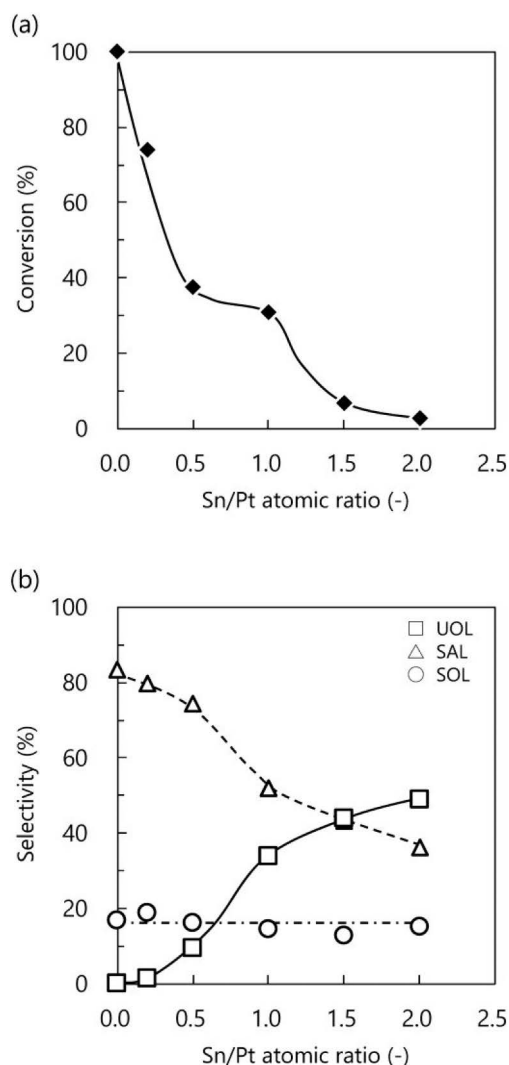 (a)
100
80
60
40
20
0
Conversion (%)
0.0 0.5 1.0 1.5 2.0 2.5
Sn/Pt atomic ratio (-)
(b)
100
80
60
40
20
0
Selectivity (%)
UOL
SAL
SOL
0.0 0.5 1.0 1.5 2.0 2.5
Sn/Pt atomic ratio (-)